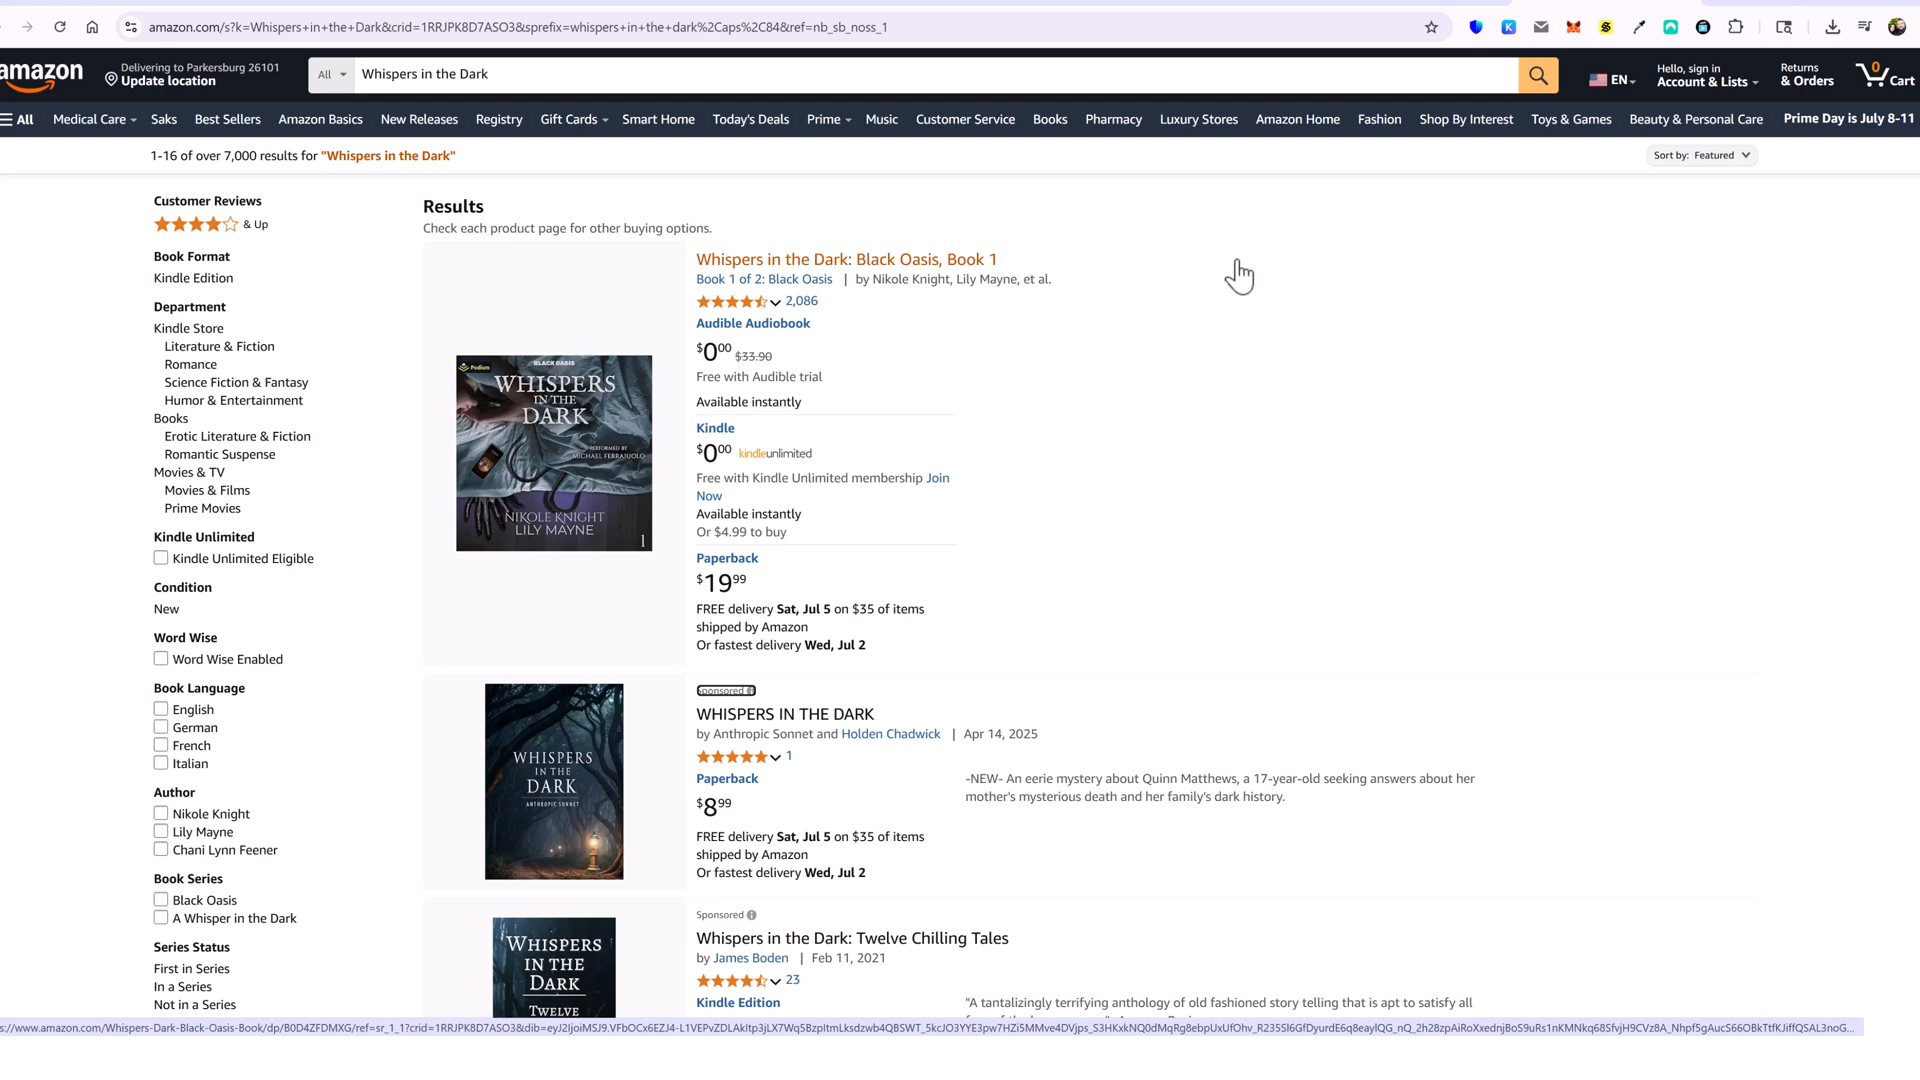 amazon.com/s?k=Whispers+in+the+Dark&crid=1RRJPK8D7ASO3&sprefix=whispers+in+the+dark%2Caps%2C84&ref=nb_sb_noss_1
amazon
Delivering to Parkersburg 26101
Update location
All
Whispers in the Dark
EN
Hello, sign in
Account & Lists
Returns
& Orders
0
Cart
All
Medical Care
Saks
Best Sellers
Amazon Basics
New Releases
Registry
Gift Cards
Smart Home
Today's Deals
Prime
Music
Customer Service
Books
Pharmacy
Luxury Stores
Amazon Home
Fashion
Shop By Interest
Toys & Games
Beauty & Personal Care
Prime Day is July 8-11
1-16 of over 7,000 results for "Whispers in the Dark"
Sort by: Featured
Customer Reviews
& Up
Book Format
Kindle Edition
Department
Kindle Store
Literature & Fiction
Romance
Science Fiction & Fantasy
Humor & Entertainment
Books
Erotic Literature & Fiction
Romantic Suspense
Movies & TV
Movies & Films
Prime Movies
Kindle Unlimited
Kindle Unlimited Eligible
Condition
New
Word Wise
Word Wise Enabled
Book Language
English
German
French
Italian
Author
Nikole Knight
Lily Mayne
Chani Lynn Feener
Book Series
Black Oasis
A Whisper in the Dark
Series Status
First in Series
In a Series
Not in a Series
Results
Check each product page for other buying options.
Podium
BLACK OASIS
WHISPERS
IN THE
DARK
PERFORMED BY
MICHAEL FERRAIUOLO
NIKOLE KNIGHT
LILY MAYNE
1
Whispers in the Dark: Black Oasis, Book 1
Book 1 of 2: Black Oasis | by Nikole Knight, Lily Mayne, et al.
2,086
Audible Audiobook
$000 $33.90
Free with Audible trial
Available instantly
Kindle
$000 kindleunlimited
Free with Kindle Unlimited membership Join
Now
Available instantly
Or $4.99 to buy
Paperback
$1999
FREE delivery Sat, Jul 5 on $35 of items
shipped by Amazon
Or fastest delivery Wed, Jul 2
WHISPERS
IN THE
DARK
ANTHROPIC SONNET
Sponsored
WHISPERS IN THE DARK
by Anthropic Sonnet and Holden Chadwick | Apr 14, 2025
1
Paperback
$899
FREE delivery Sat, Jul 5 on $35 of items
shipped by Amazon
Or fastest delivery Wed, Jul 2
-NEW- An eerie mystery about Quinn Matthews, a 17-year-old seeking answers about her
mother's mysterious death and her family's dark history.
WHISPERS
IN THE
DARK
TWELVE
Sponsored
Whispers in the Dark: Twelve Chilling Tales
by James Boden | Feb 11, 2021
23
Kindle Edition
"A tantalizingly terrifying anthology of old fashioned story telling that is apt to satisfy all